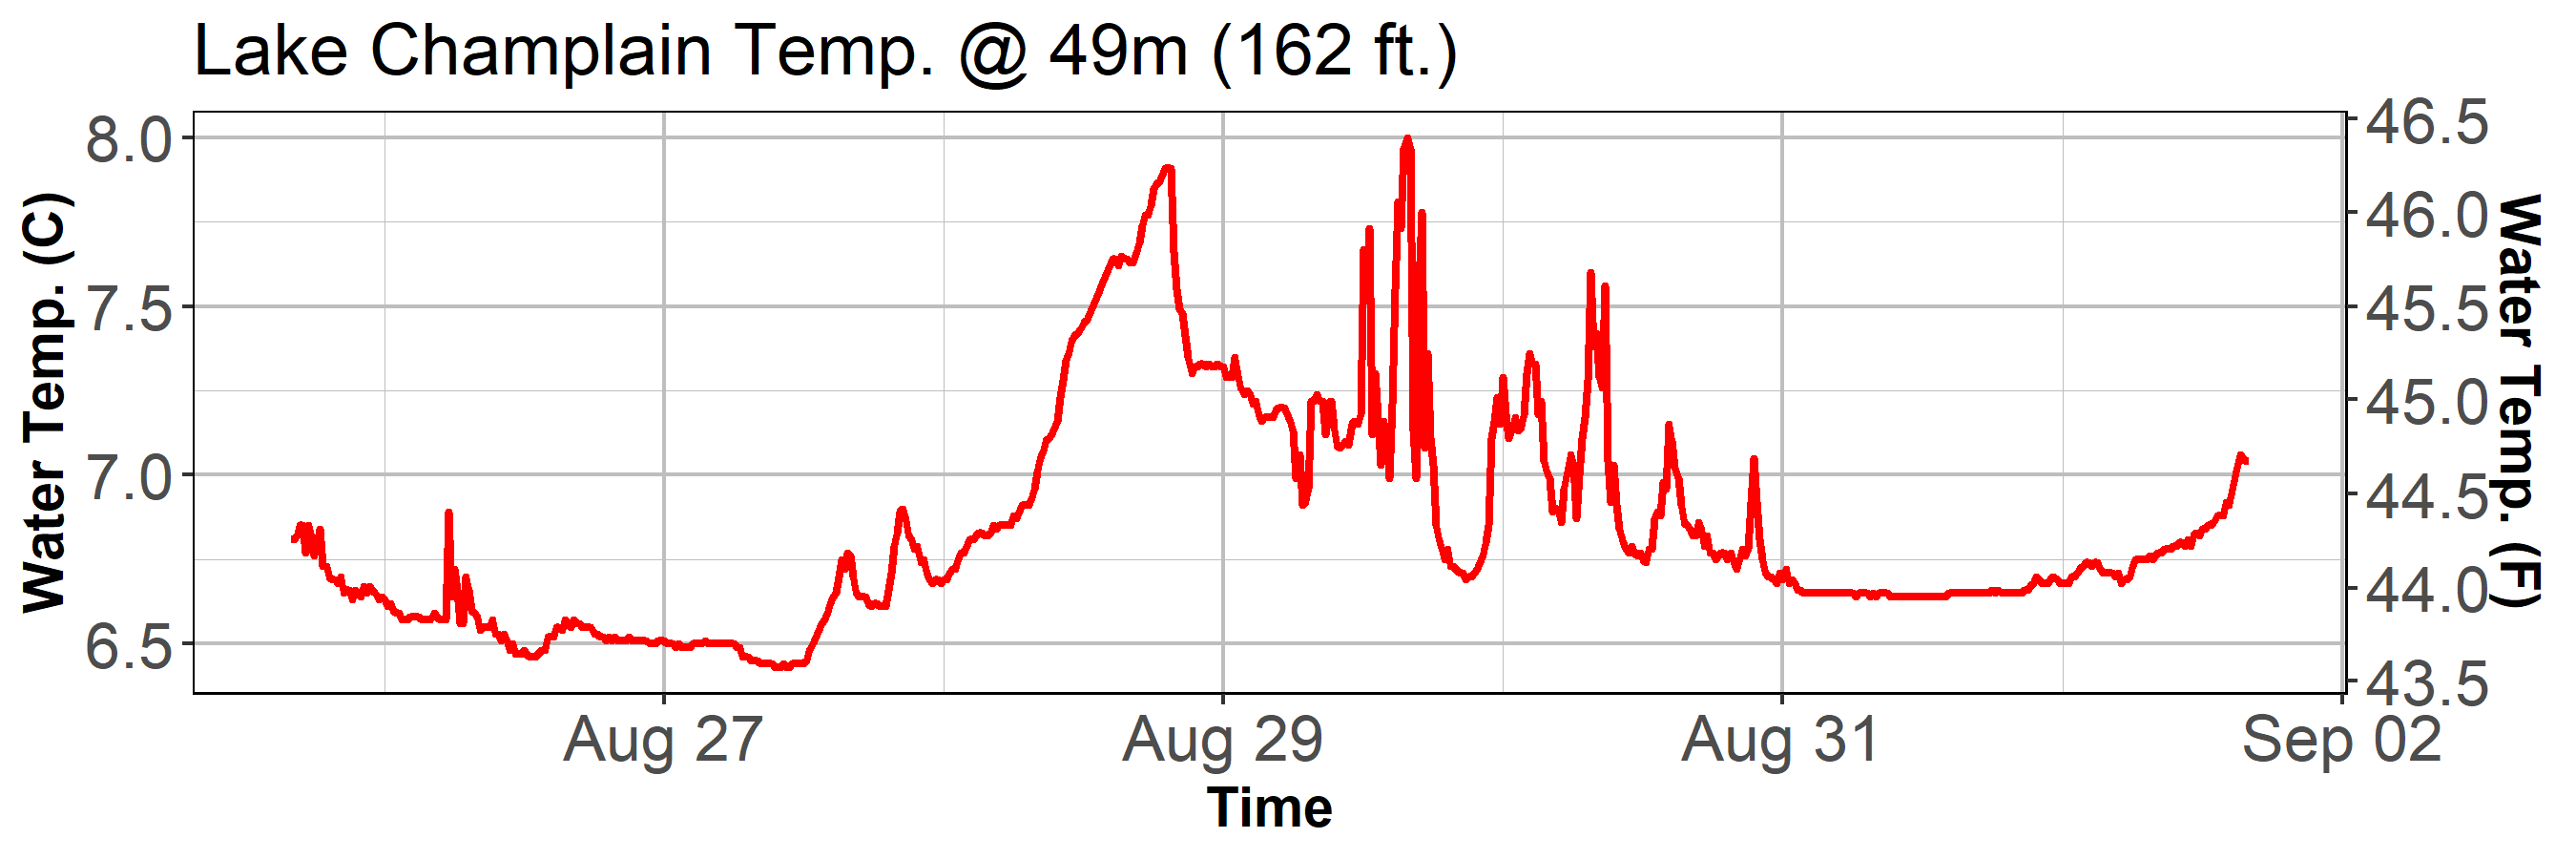 Lake Champlain Temp. @ 49m (162 ft.)
Water Temp. (C)
8.0
7.5
7.0
6.5
46.5
46.0
45.5
45.0
44.5
44.0
43.5
Water Temp. (F)
Aug 27 Aug 29 Aug 31 Sep 02
Time